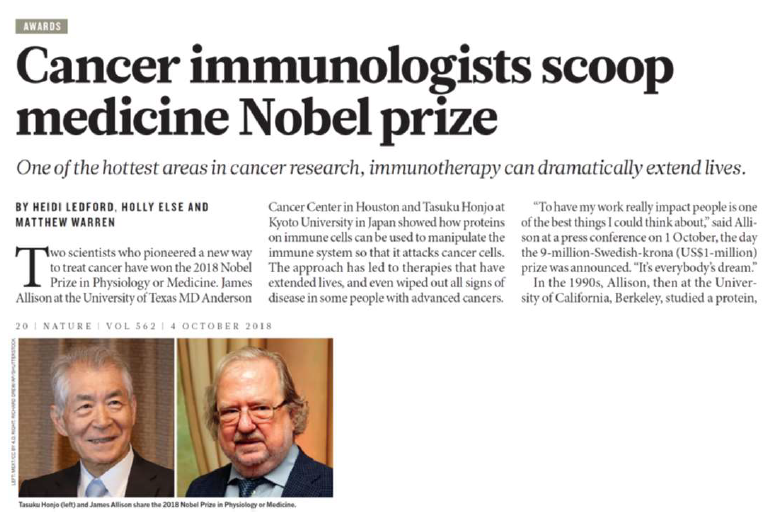 AWARDS
Cancer immunologists scoop
medicine Nobel prize
One of the hottest areas in cancer research, immunotherapy can dramatically extend lives.
BY HEIDI LEDFORD, HOLLY ELSE AND
MATTHEW WARREN
Two scientists who pioneered a new way
to treat cancer have won the 2018 Nobel
Prize in Physiology or Medicine. James
Allison at the University of Texas MD Anderson
Cancer Center in Houston and Tasuku Honjo at
Kyoto University in Japan showed how proteins
on immune cells can be used to manipulate the
immune system so that it attacks cancer cells.
The approach has led to therapies that have
extended lives, and even wiped out all signs of
disease in some people with advanced cancers.
“To have my work really impact people is one
of the best things I could think about,” said Alli-
son at a press conference on 1 October, the day
the 9-million-Swedish-krona (US$1-million)
prize was announced. “It’s everybody’s dream.”
In the 1990s, Allison, then at the Univer-
sity of California, Berkeley, studied a protein,
20 | NATURE | VOL 562 | 4 OCTOBER 2018
Tasuku Honjo (left) and James Allison share the 2018 Nobel Prize in Physiology or Medicine.